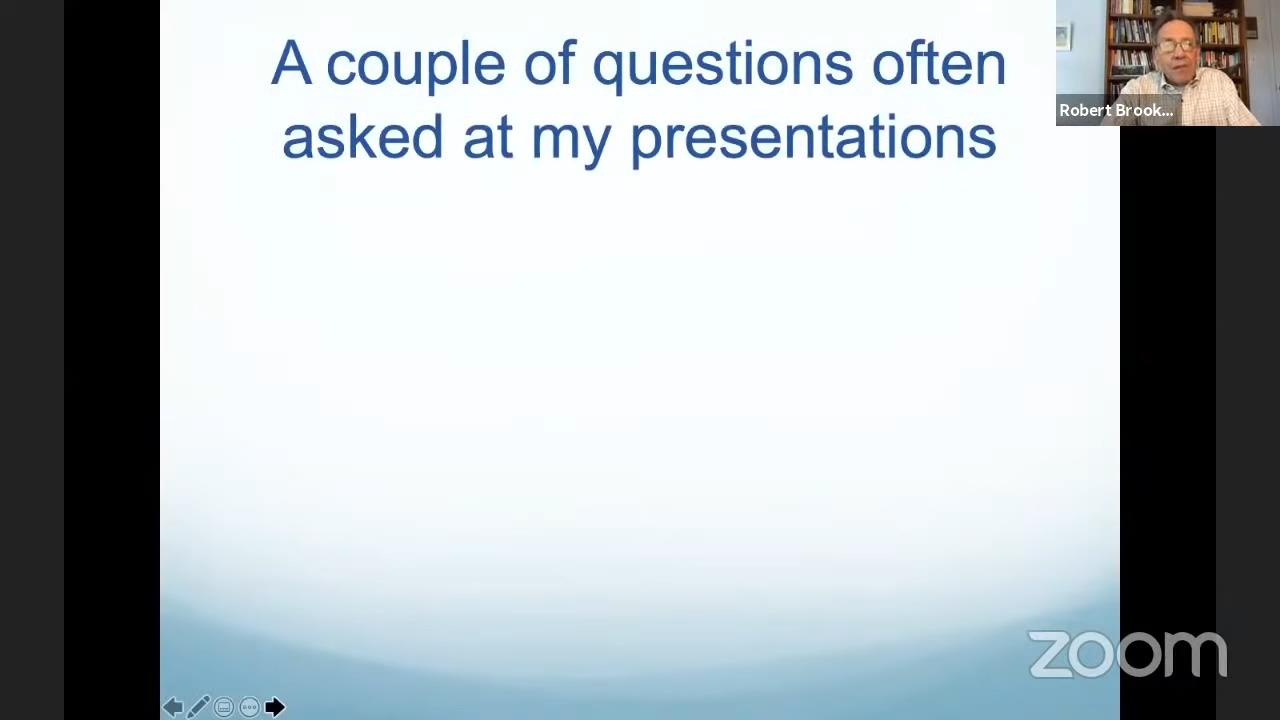 A couple of questions often
asked at my presentations
Robert Brook...
zoom